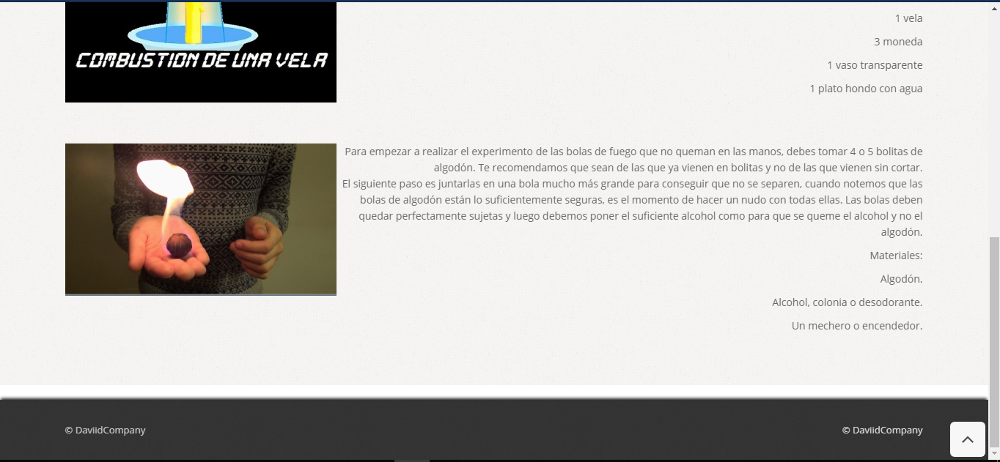 COMBUSTION DE UNA VELA
1 vela
3 moneda
1 vaso transparente
1 plato hondo con agua
Para empezar a realizar el experimento de las bolas de fuego que no queman en las manos, debes tomar 4 o 5 bolitas de
algodón. Te recomendamos que sean de las que ya vienen en bolitas y no de las que vienen sin cortar.
El siguiente paso es juntarlas en una bola mucho más grande para conseguir que no se separen, cuando notemos que las
bolas de algodón están lo suficientemente seguras, es el momento de hacer un nudo con todas ellas. Las bolas deben
quedar perfectamente sujetas y luego debemos poner el suficiente alcohol como para que se queme el alcohol y no el
algodón.
Materiales:
Algodón.
Alcohol, colonia o desodorante.
Un mechero o encendedor.
© DaviidCompany
© DaviidCompany